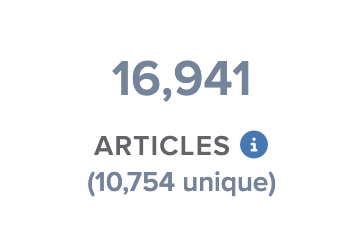 16,941
ARTICLES i
(10,754 unique)